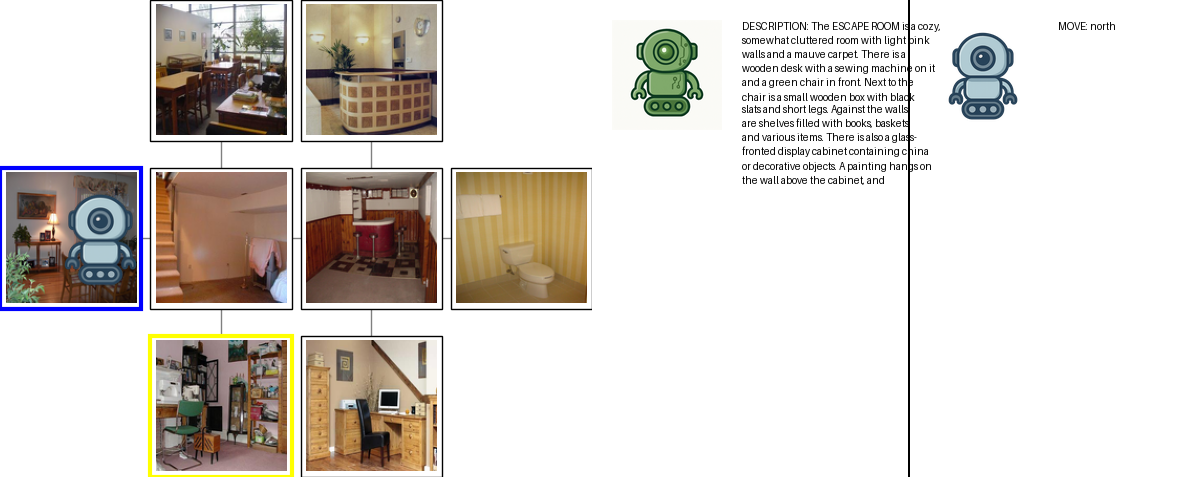 DESCRIPTION: The ESCAPE ROOM is a cozy,
somewhat cluttered room with light pink
walls and a mauve carpet. There is a
wooden desk with a sewing machine on it
and a green chair in front. Next to the
chair is a small wooden box with black
slats and short legs. Against the walls
are shelves filled with books, baskets
and various items. There is also a glass-
fronted display cabinet containing china
or decorative objects. A painting hangs on
the wall above the cabinet, and
MOVE: north